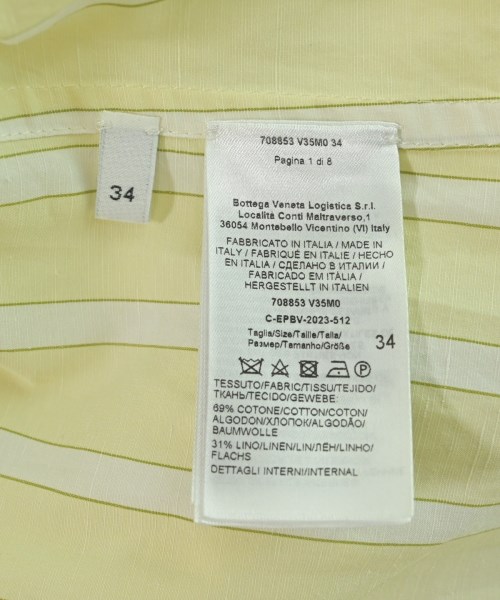 34
708853 V35M0 34
Pagina 1 di 8
Bottega Veneta Logistica S.r.l.
Località Conti Maltraverso,1
36054 Montebello Vicentino (VI) Italy
FABBRICATO IN ITALIA / MADE IN
ITALY / FABRIQUÉ EN ITALIE / HECHO
EN ITALIA / СДЕЛАНО В ИТАЛИИ /
FABRICADO EM ITÁLIA /
HERGESTELLT IN ITALIEN
708853 V35M0
C-EPBV-2023-512
Taglia/Size/Taille/Talla/
Размер/Tamanho/Größe 34
P
TESSUTO/FABRIC/TISSU/TEJIDO/
ТКАНЬ/TECIDO/GEWEBE:
69% COTONE/COTTON/COTON/
ALGODON/ХЛОПОК/ALGODÃO/
BAUMWOLLE
31% LINO/LINEN/LIN/ЛЁН/LINHO/
FLACHS
DETTAGLI INTERNI/INTERNAL